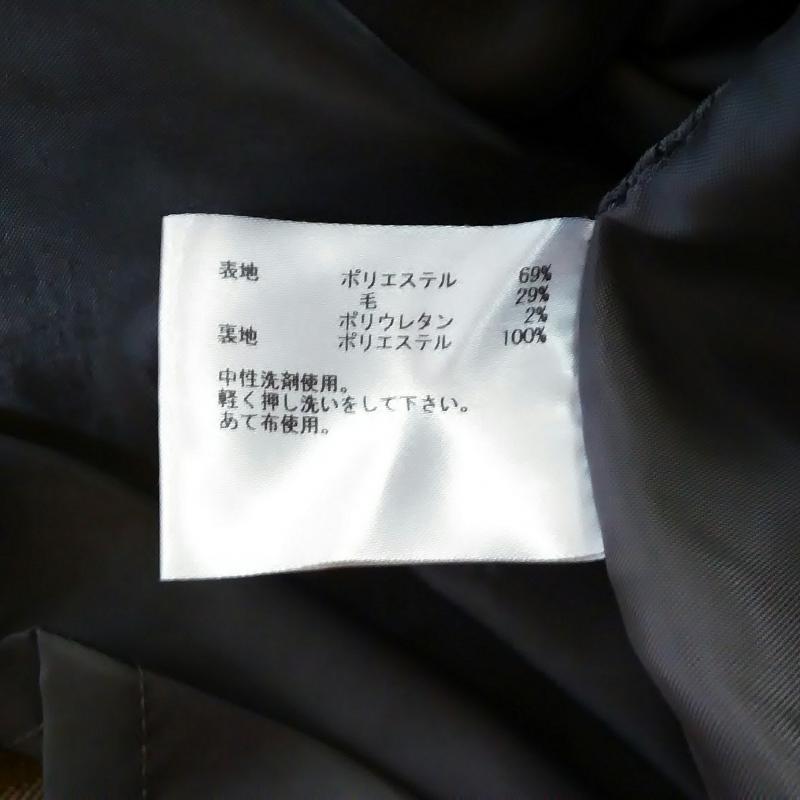 表地 ポリエステル 69%
毛 29%
ポリウレタン 2%
裏地 ポリエステル 100%
中性洗剤使用。
軽く押し洗いをして下さい。
あて布使用。